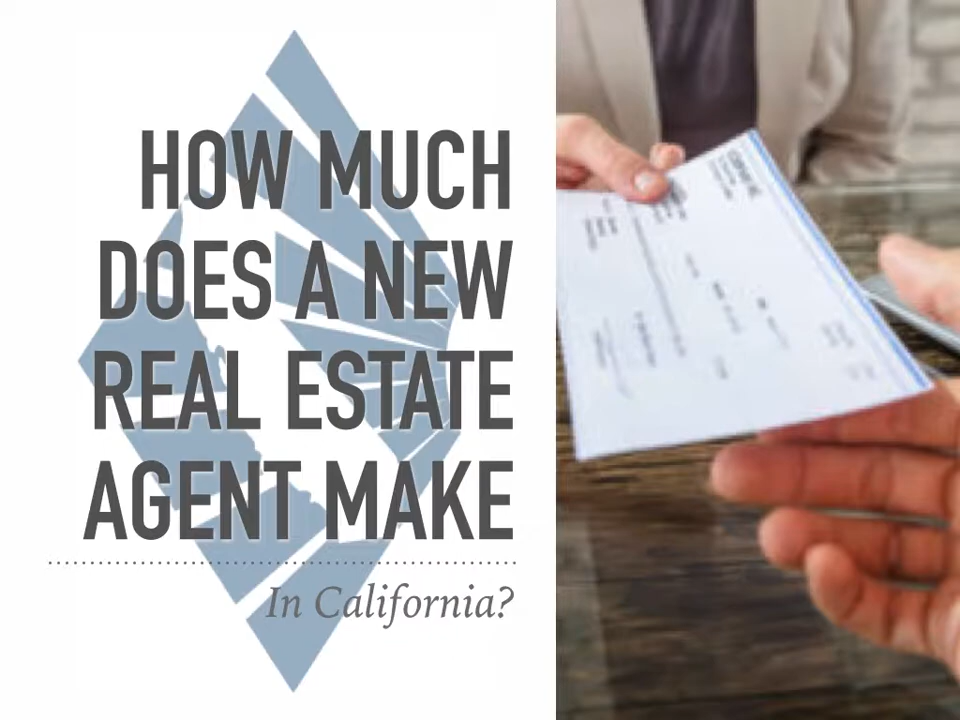 HOW MUCH
DOES A NEW
REAL ESTATE
AGENT MAKE
In California?